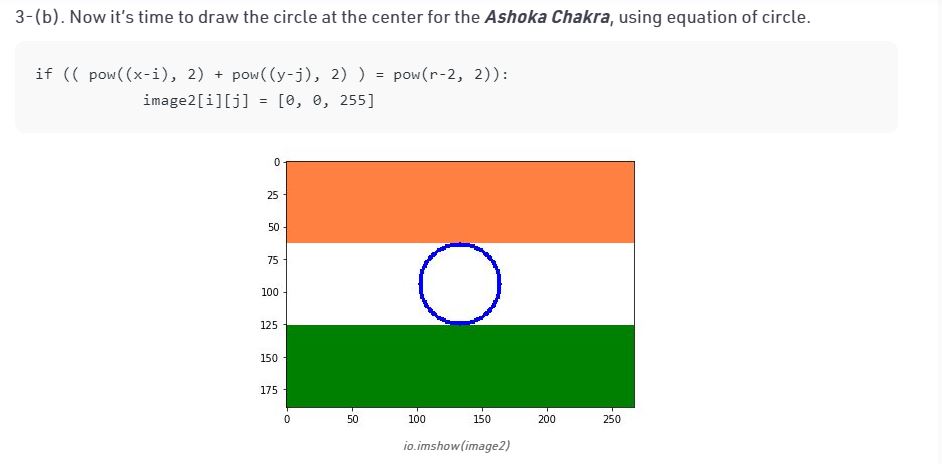 3-(b). Now it's time to draw the circle at the center for the Ashoka Chakra, using equation of circle.
if (( pow((x-i), 2) + pow((y-j), 2) ) = pow(r-2, 2)):
image2[i][j] = [0, 0, 255]
0
25
50
75
100
125
150
175
0 50 100 150 200 250
io.imshow(image2)